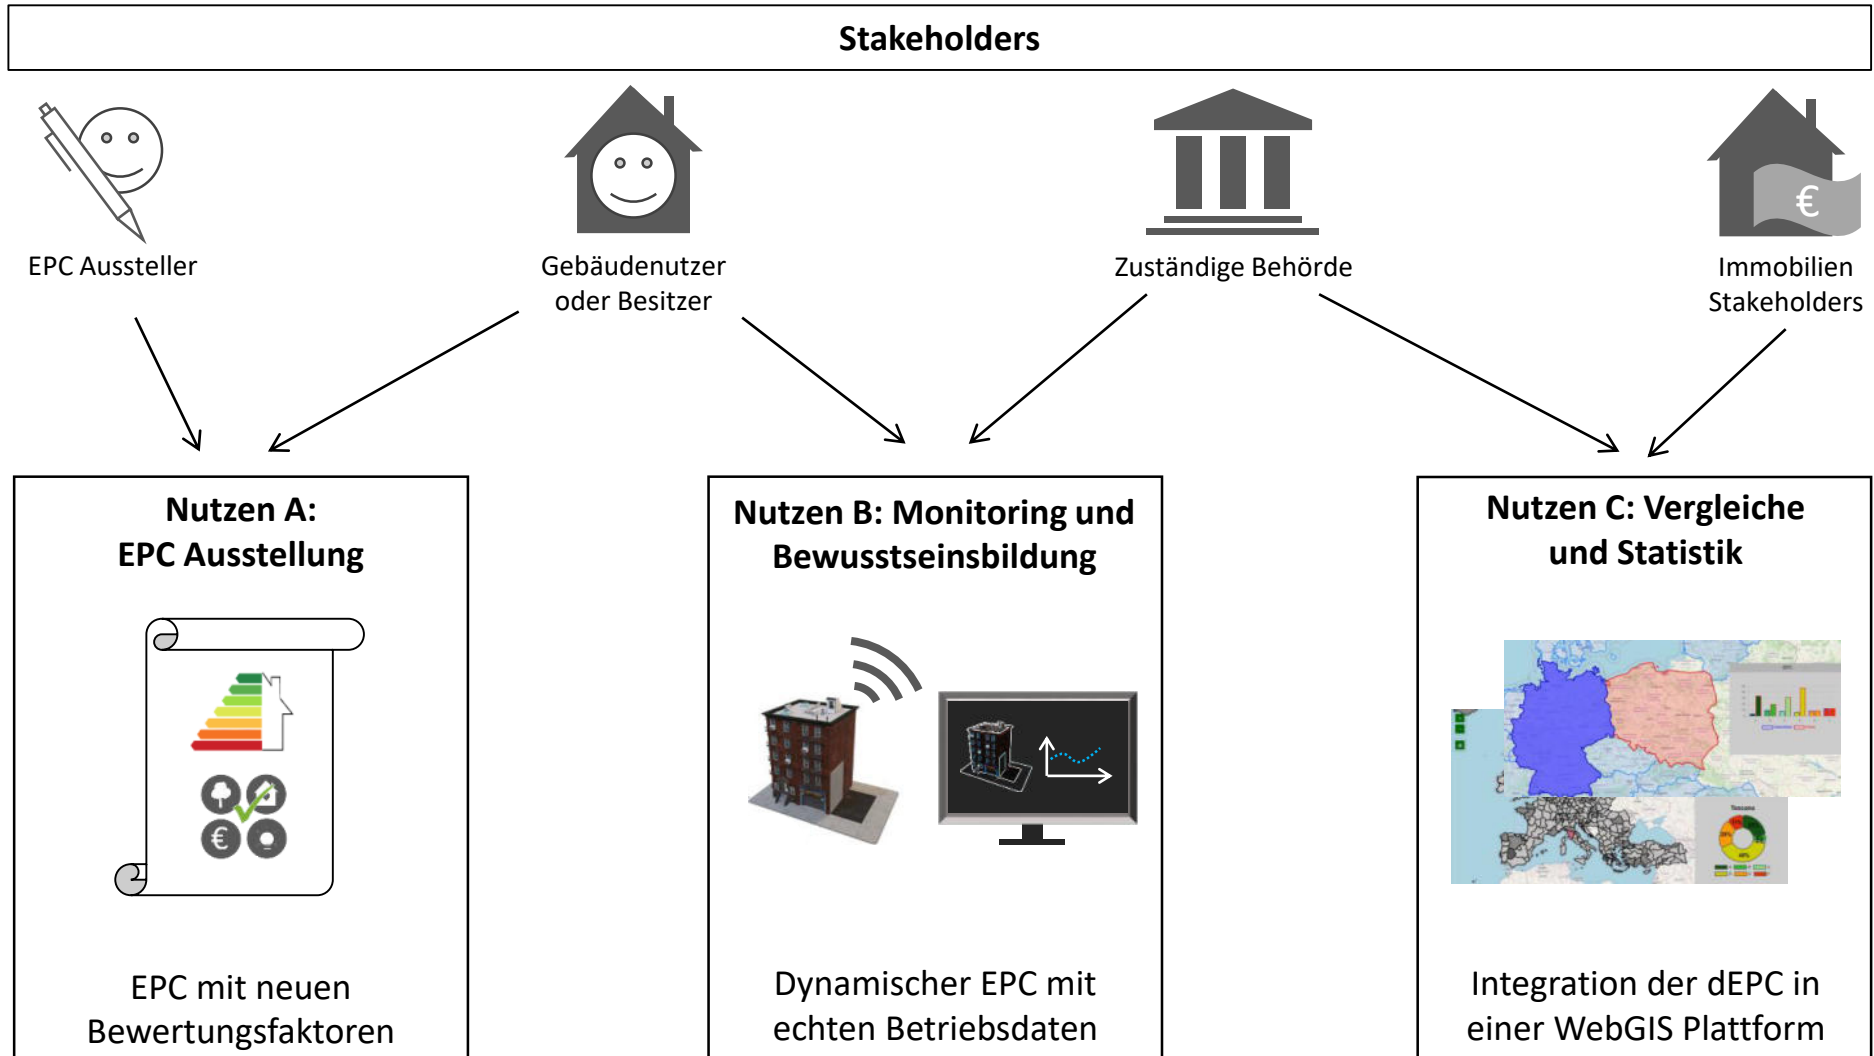 Stakeholders
EPC Aussteller
Gebäudenutzer
oder Besitzer
Zuständige Behörde
€
Immobilien
Stakeholders
Nutzen A:
EPC Ausstellung
€
EPC mit neuen
Bewertungsfaktoren
Nutzen B: Monitoring und
Bewusstseinsbildung
Dynamischer EPC mit
echten Betriebsdaten
Nutzen C: Vergleiche
und Statistik
Toscana
Integration der dEPC in
einer WebGIS Plattform